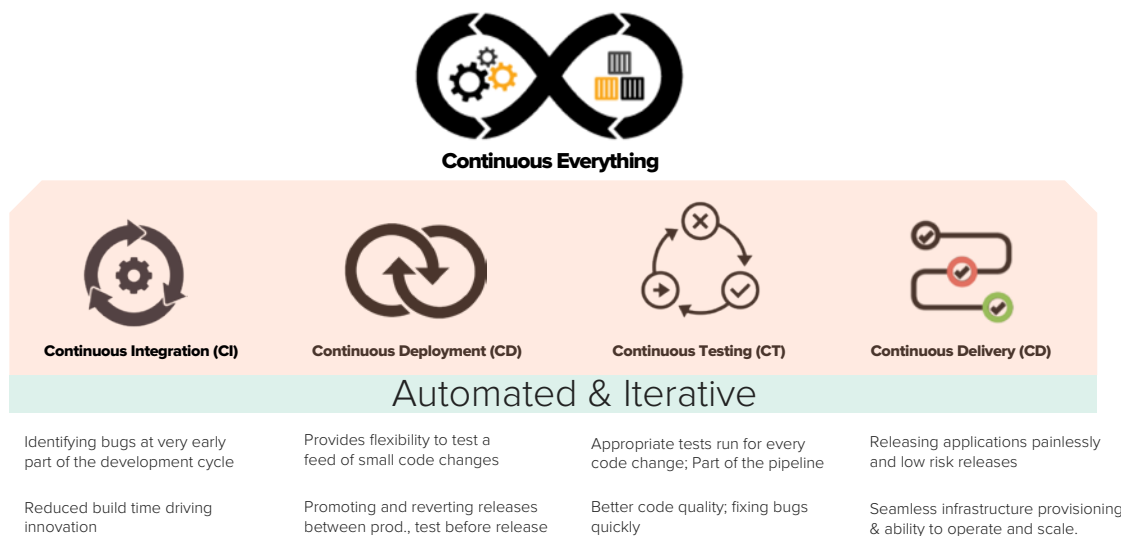 Continuous Everything
Continuous Integration (CI)
Continuous Deployment (CD)
Continuous Testing (CT)
Continuous Delivery (CD)
Automated & Iterative
Identifying bugs at very early
part of the development cycle
Reduced build time driving
innovation
Provides flexibility to test a
feed of small code changes
Promoting and reverting releases
between prod., test before release
Appropriate tests run for every
code change; Part of the pipeline
Better code quality; fixing bugs
quickly
Releasing applications painlessly
and low risk releases
Seamless infrastructure provisioning
& ability to operate and scale.